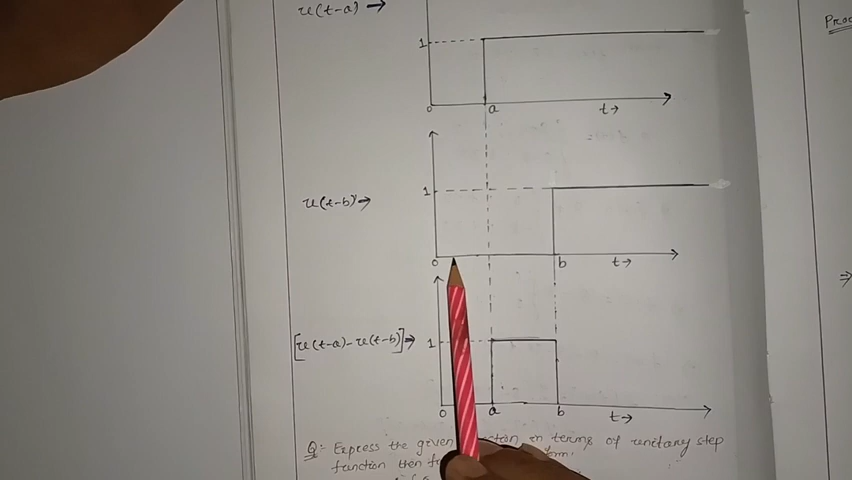 u(t-a) →
1
0
a
t→
1
u(t-b) →
0
b
t→
[u(t-a)-u(t-b)] →
1
0
a
b
t→
Q:- Express the given in terms of unitary step
function then
⇒